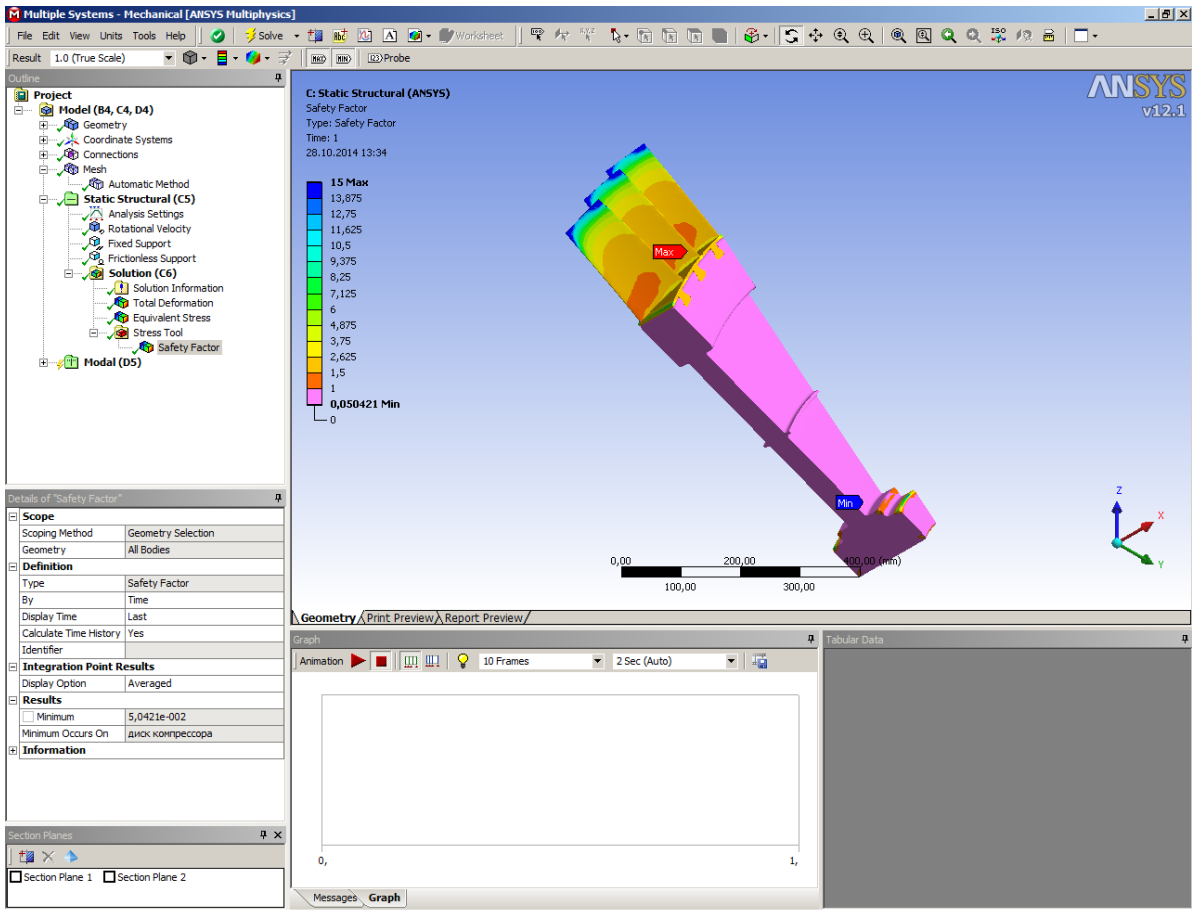 Multiple Systems - Mechanical [ANSYS Multiphysics]
File Edit View Units Tools Help Solve Worksheet
Result 1.0 (True Scale) MAX MIN Probe
Outline
Project
Model (B4, C4, D4)
Geometry
Coordinate Systems
Connections
Mesh
Automatic Method
Static Structural (C5)
Analysis Settings
Rotational Velocity
Fixed Support
Frictionless Support
Solution (C6)
Solution Information
Total Deformation
Equivalent Stress
Stress Tool
Safety Factor
Modal (D5)
Details of "Safety Factor"
Scope
Scoping Method Geometry Selection
Geometry All Bodies
Definition
Type Safety Factor
By Time
Display Time Last
Calculate Time History Yes
Identifier
Integration Point Results
Display Option Averaged
Results
Minimum 5,0421e-002
Minimum Occurs On диск компрессора
Information
Section Planes
Section Plane 1 Section Plane 2
C: Static Structural (ANSYS)
Safety Factor
Type: Safety Factor
Time: 1
28.10.2014 13:34
15 Max
13,875
12,75
11,625
10,5
9,375
8,25
7,125
6
4,875
3,75
2,625
1,5
1
0,050421 Min
0
ANSYS
v12.1
Max
Min
0,00 200,00 400,00 (mm)
100,00 300,00
Z
X
Y
Geometry Print Preview Report Preview
Graph
Animation 10 Frames 2 Sec (Auto)
0, 1,
Messages Graph
Tabular Data